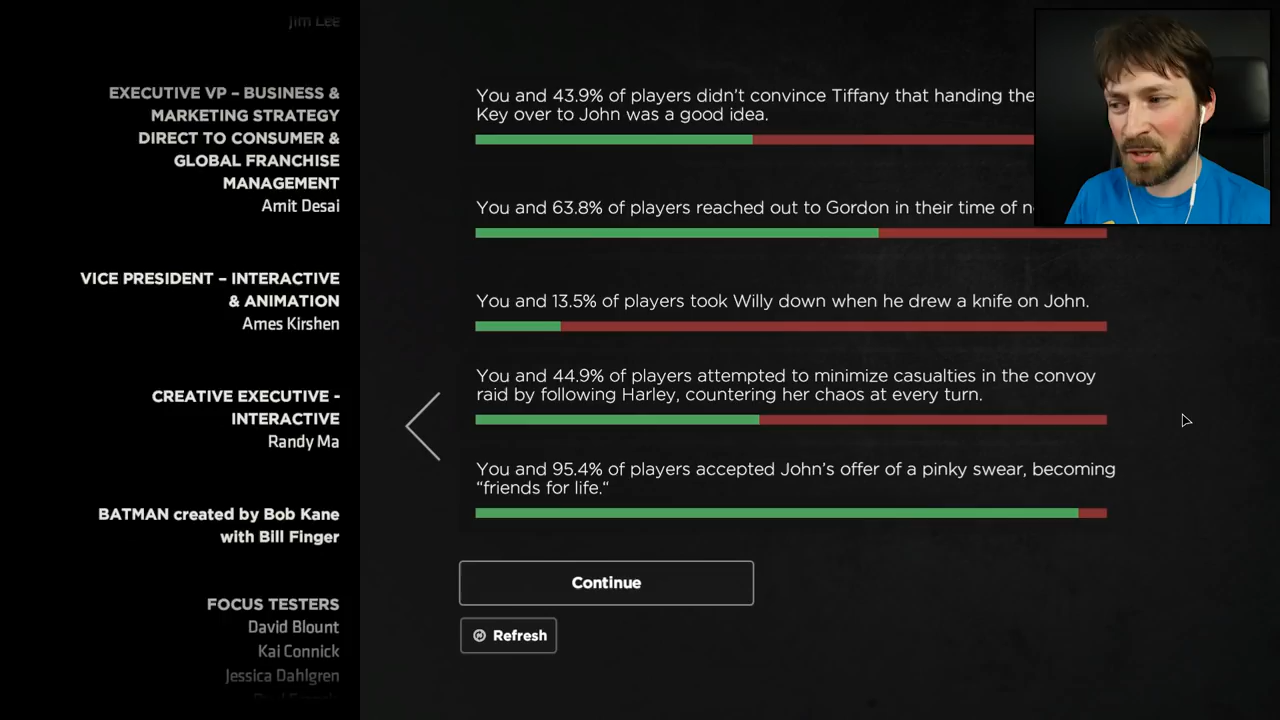 Jim Lee
EXECUTIVE VP – BUSINESS &
MARKETING STRATEGY
DIRECT TO CONSUMER &
GLOBAL FRANCHISE
MANAGEMENT
Amit Desai
VICE PRESIDENT – INTERACTIVE
& ANIMATION
Ames Kirshen
CREATIVE EXECUTIVE -
INTERACTIVE
Randy Ma
BATMAN created by Bob Kane
with Bill Finger
FOCUS TESTERS
David Blount
Kai Connick
Jessica Dahlgren
You and 43.9% of players didn't convince Tiffany that handing the
Key over to John was a good idea.
You and 63.8% of players reached out to Gordon in their time of
You and 13.5% of players took Willy down when he drew a knife on John.
You and 44.9% of players attempted to minimize casualties in the convoy
raid by following Harley, countering her chaos at every turn.
You and 95.4% of players accepted John's offer of a pinky swear, becoming
“friends for life.“
Continue
Refresh